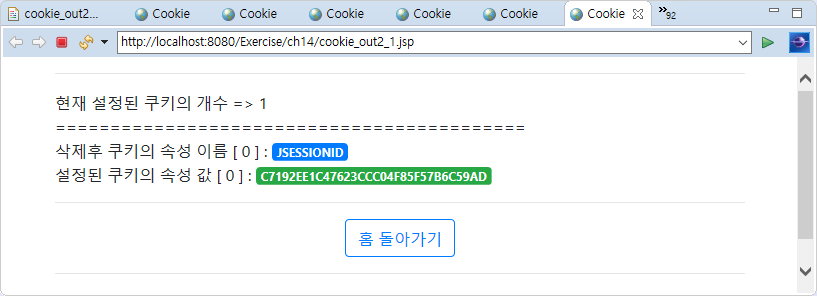 cookie_out2... Cookie Cookie Cookie Cookie Cookie Cookie »92
http://localhost:8080/Exercise/ch14/cookie_out2_1.jsp
현재 설정된 쿠키의 개수 => 1
===========================================
삭제후 쿠키의 속성 이름 [ 0 ] : JSESSIONID
설정된 쿠키의 속성 값 [ 0 ] : C7192EE1C47623CCC04F85F57B6C59AD
홈 돌아가기